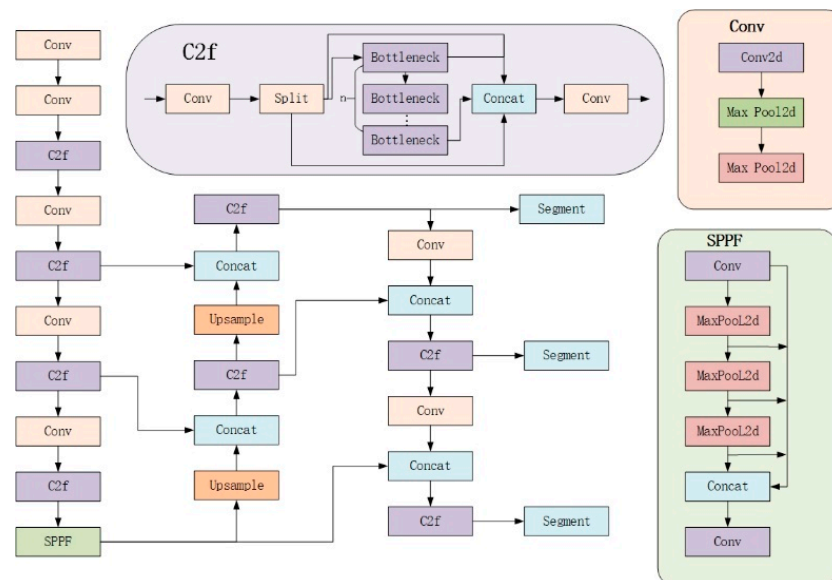 Conv
Conv
C2f
Conv
C2f
Conv
C2f
Conv
C2f
SPPF
C2f
Conv
Split
n
Bottleneck
Bottleneck
⋮
Bottleneck
Concat
Conv
C2f
Concat
Upsample
C2f
Concat
Upsample
Segment
Conv
Concat
C2f
Segment
Conv
Concat
C2f
Segment
Conv
Conv2d
Max Pool2d
Max Pool2d
SPPF
Conv
MaxPooL2d
MaxPooL2d
MaxPooL2d
Concat
Conv